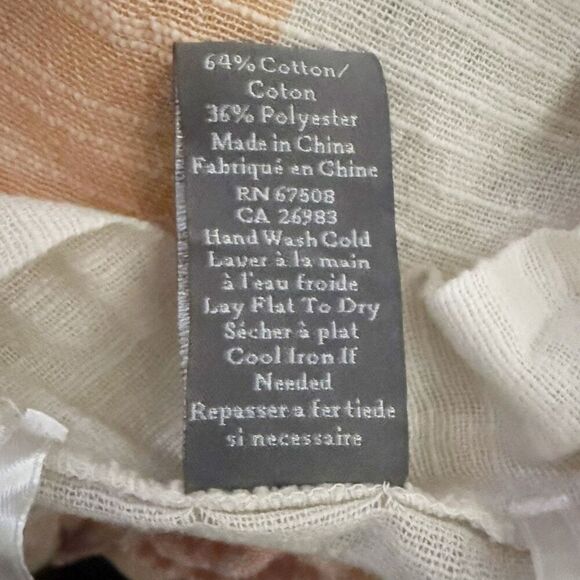 64% Cotton/
Coton
36% Polyester
Made in China
Fabriqué en Chine
RN 67508
CA 26983
Hand Wash Cold
Laver à la main
à l'eau froide
Lay Flat To Dry
Sécher à plat
Cool Iron If
Needed
Repasser a fer tiede
si necessaire